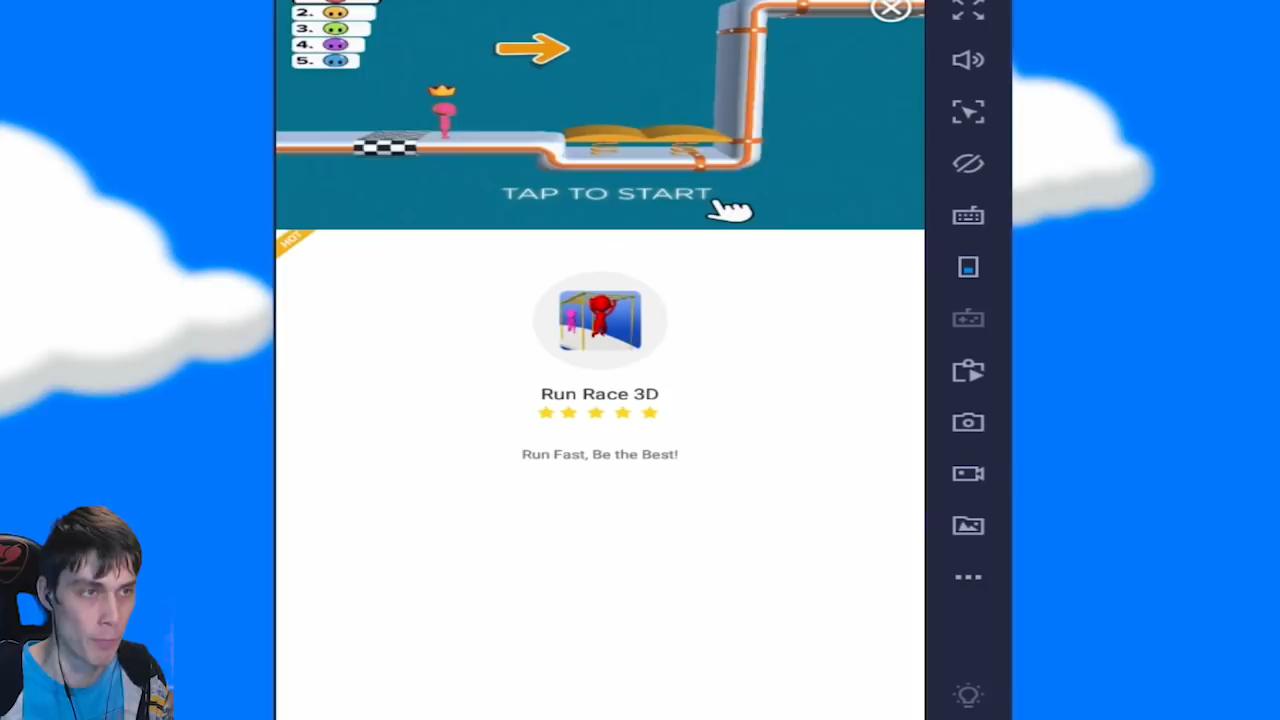 2.
3.
4.
5.
TAP TO START
HOT
Run Race 3D
Run Fast, Be the Best!